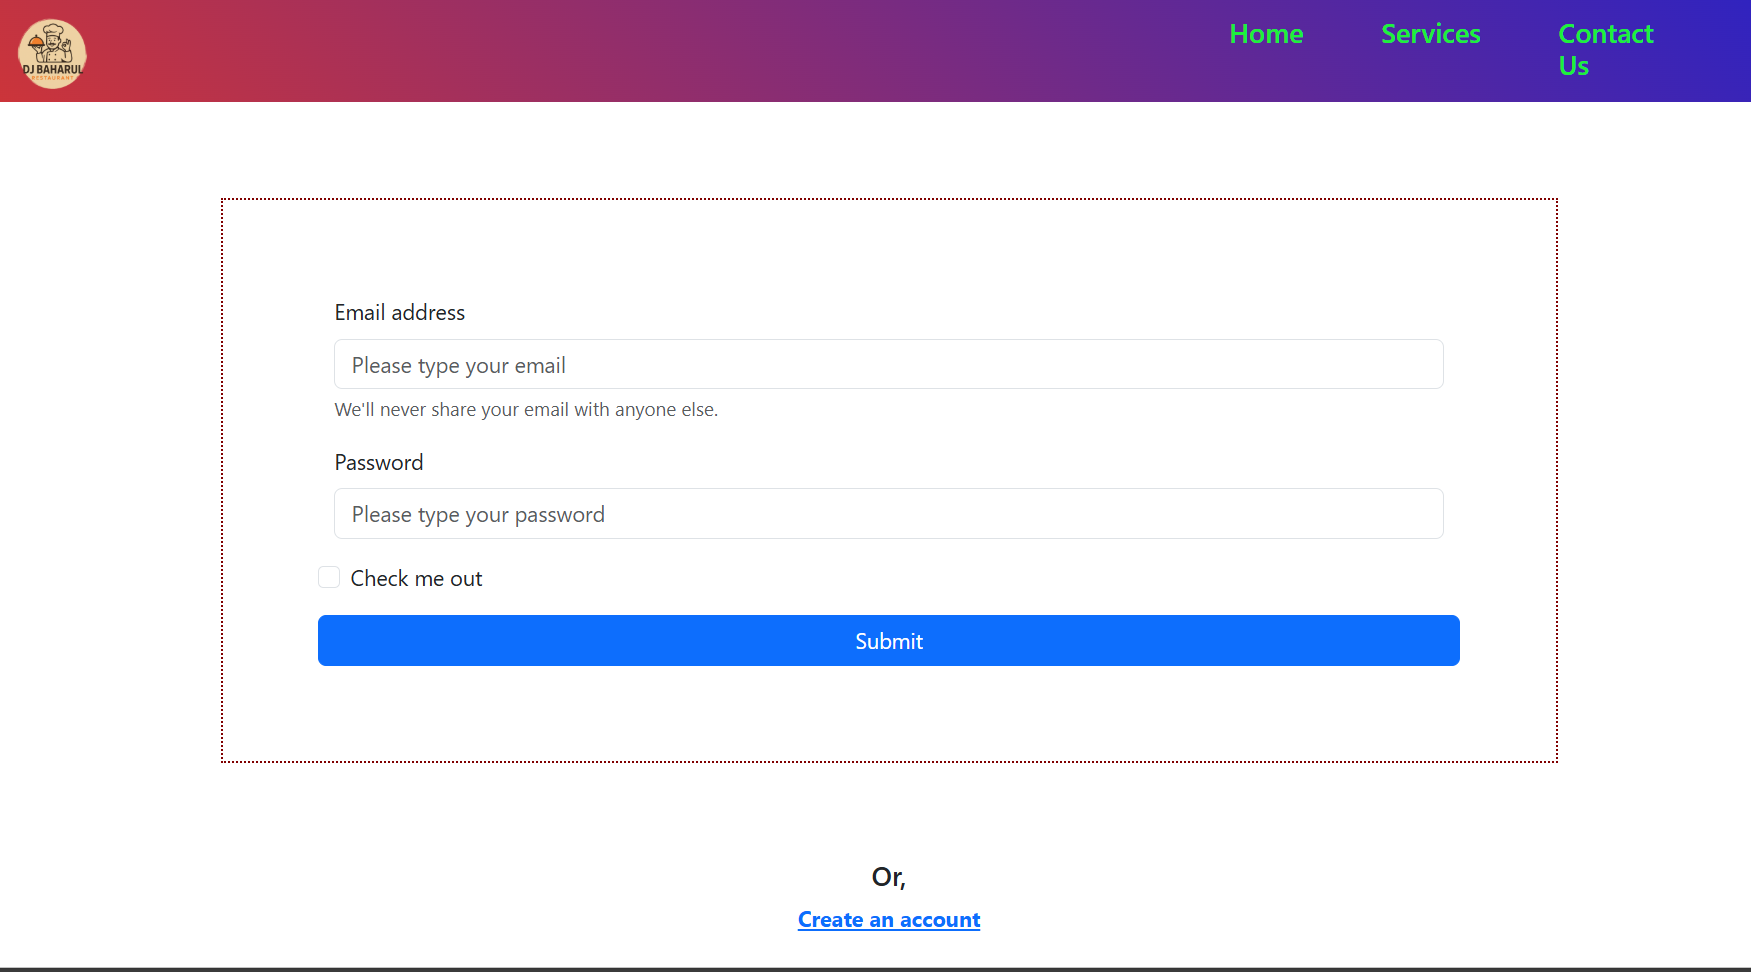 DJ BAHARUL
RESTAURANT
Home
Services
Contact
Us
Email address
Please type your email
We'll never share your email with anyone else.
Password
Please type your password
Check me out
Submit
Or,
Create an account